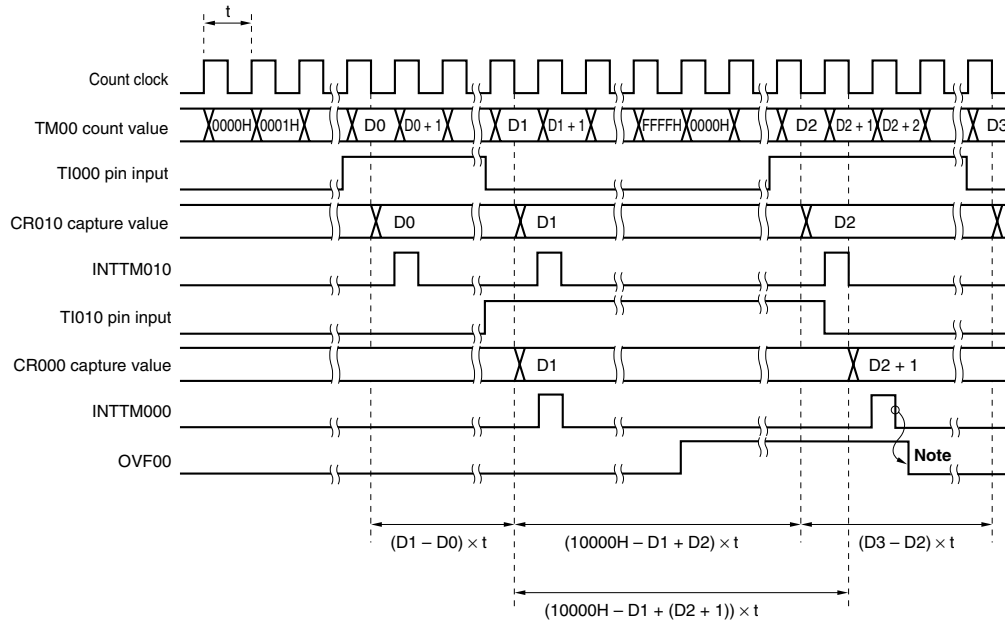 t
Count clock
TM00 count value 0000H 0001H D0 D0 + 1 D1 D1 + 1 FFFFH 0000H D2 D2 + 1 D2 + 2 D3
TI000 pin input
CR010 capture value D0 D1 D2
INTTM010
TI010 pin input
CR000 capture value D1 D2 + 1
INTTM000
OVF00 Note
(D1 – D0) × t (10000H – D1 + D2) × t (D3 – D2) × t
(10000H – D1 + (D2 + 1)) × t